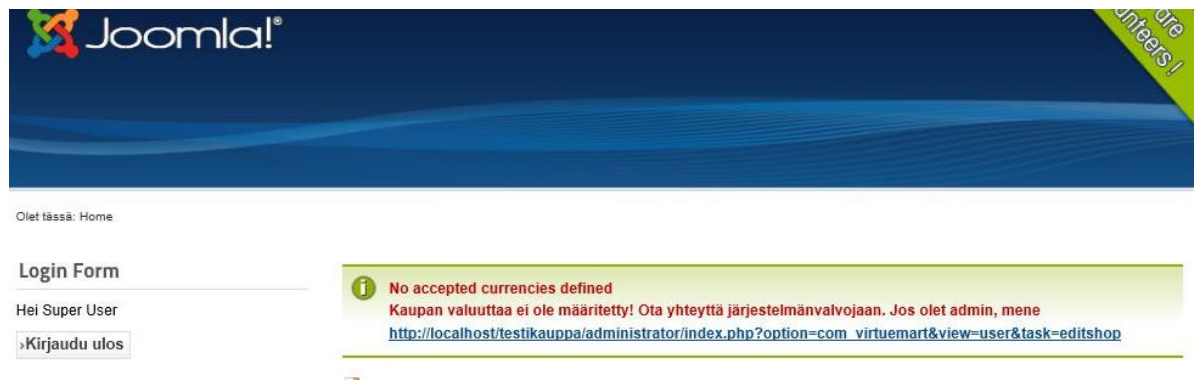 Joomla!®
are
unteers!
Olet tässä: Home
Login Form
Hei Super User
›Kirjaudu ulos
No accepted currencies defined
Kaupan valuuttaa ei ole määritetty! Ota yhteyttä järjestelmänvalvojaan. Jos olet admin, mene
http://localhost/testikauppa/administrator/index.php?option=com_virtuemart&view=user&task=editshop